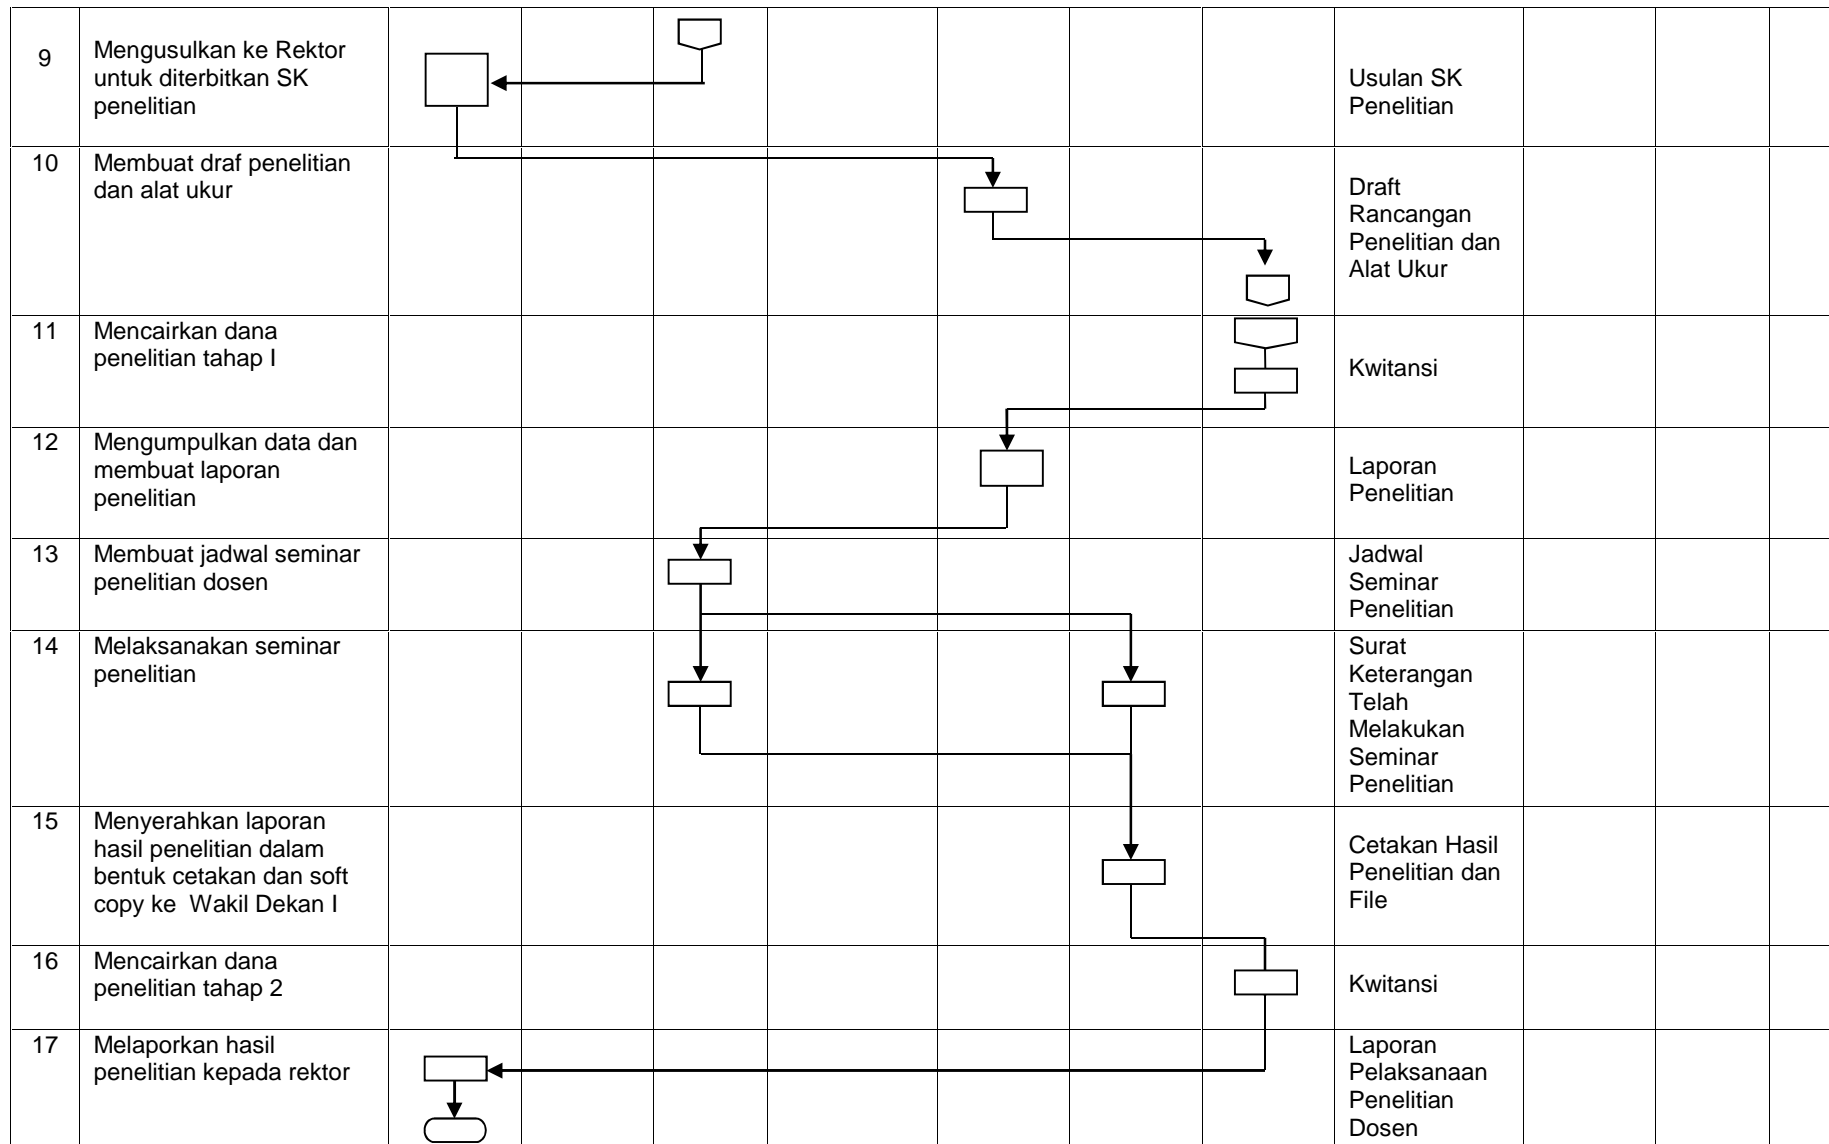 9
Mengusulkan ke Rektor
untuk diterbitkan SK
penelitian
Usulan SK
Penelitian
10
Membuat draf penelitian
dan alat ukur
Draft
Rancangan
Penelitian dan
Alat Ukur
11
Mencairkan dana
penelitian tahap I
Kwitansi
12
Mengumpulkan data dan
membuat laporan
penelitian
Laporan
Penelitian
13
Membuat jadwal seminar
penelitian dosen
Jadwal
Seminar
Penelitian
14
Melaksanakan seminar
penelitian
Surat
Keterangan
Telah
Melakukan
Seminar
Penelitian
15
Menyerahkan laporan
hasil penelitian dalam
bentuk cetakan dan soft
copy ke  Wakil Dekan I
Cetakan Hasil
Penelitian dan
File
16
Mencairkan dana
penelitian tahap 2
Kwitansi
17
Melaporkan hasil
penelitian kepada rektor
Laporan
Pelaksanaan
Penelitian
Dosen